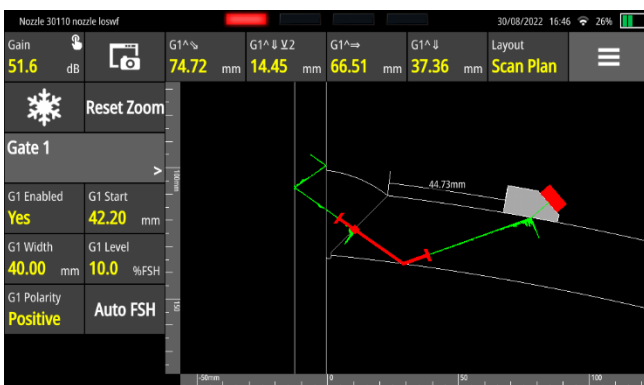 Nozzle 30110 nozzle loswf
30/08/2022 16:46 26%
Gain
51.6 dB
G1^⇘
74.72 mm
G1^⇓⊻2
14.45 mm
G1^⇒
66.51 mm
G1^⇓
37.36 mm
Layout
Scan Plan
Reset Zoom
Gate 1
>
G1 Enabled
Yes
G1 Start
42.20 mm
G1 Width
40.00 mm
G1 Level
10.0 %FSH
G1 Polarity
Positive
Auto FSH
100mm
150
44.73mm
-50mm
0
50
100